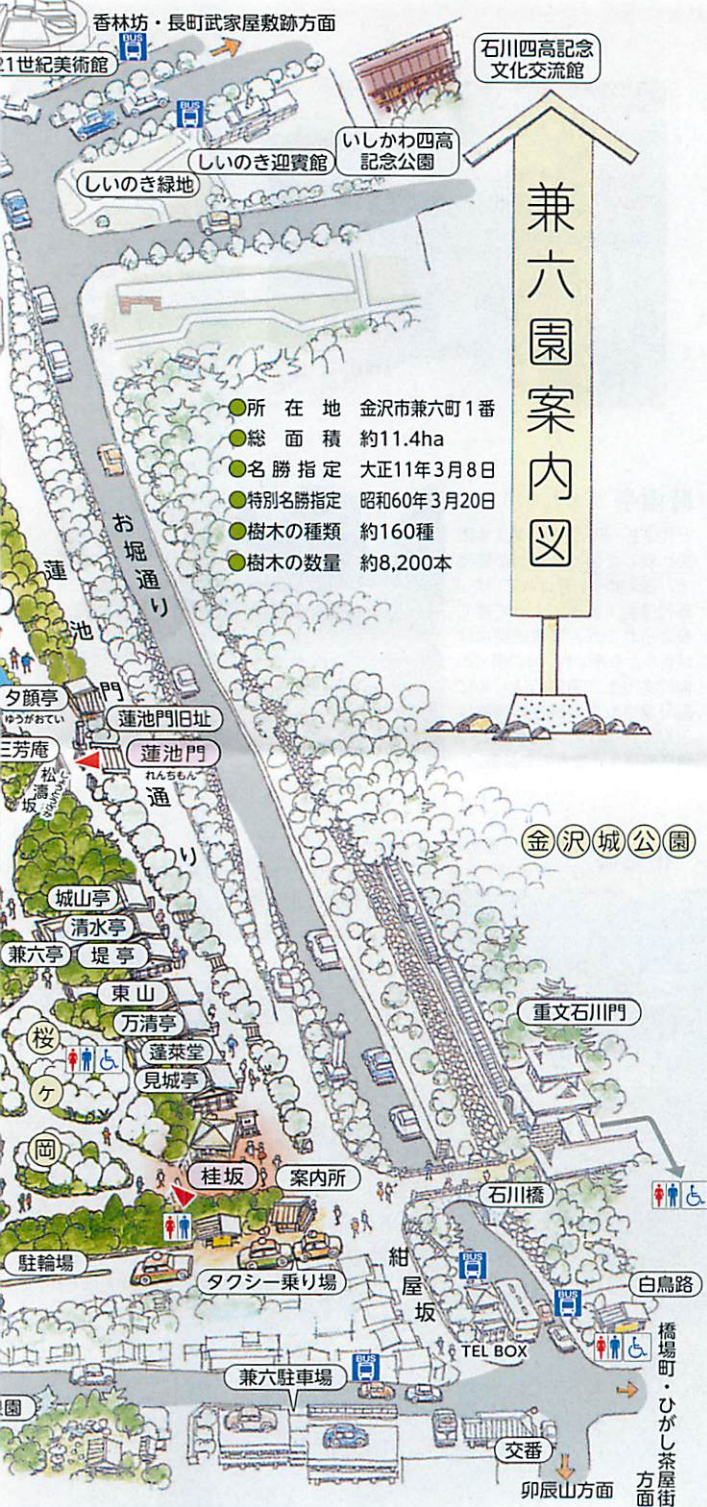 香林坊・長町武家屋敷跡方面
BUS
21世紀美術館
BUS
石川四高記念
文化交流館
しいのき迎賓館
いしかわ四高
記念公園
しいのき緑地
兼六園案内図
●所在地 金沢市兼六町1番
●総面積 約11.4ha
●名勝指定 大正11年3月8日
●特別名勝指定 昭和60年3月20日
●樹木の種類 約160種
●樹木の数量 約8,200本
お堀通り
蓮池門通り
夕顔亭
ゆうがおてい
蓮池門旧址
三芳庵
蓮池門
れんちもん
松濤坂
金沢城公園
城山亭
清水亭
兼六亭
堤亭
東山
万清亭
蓬莱堂
見城亭
桜ヶ岡
重文石川門
桂坂
案内所
石川橋
駐輪場
タクシー乗り場
紺屋坂
BUS
BUS
白鳥路
TEL BOX
橋場町・ひがし茶屋街
方面
兼六駐車場
BUS
園
交番
卯辰山方面